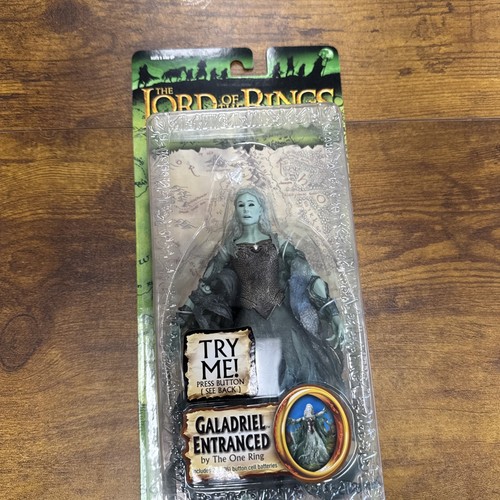 THE
LORD OF THE RINGS
TRY
ME!
PRESS BUTTON
( SEE BACK )
GALADRIEL
ENTRANCED
by The One Ring
button cell batteries